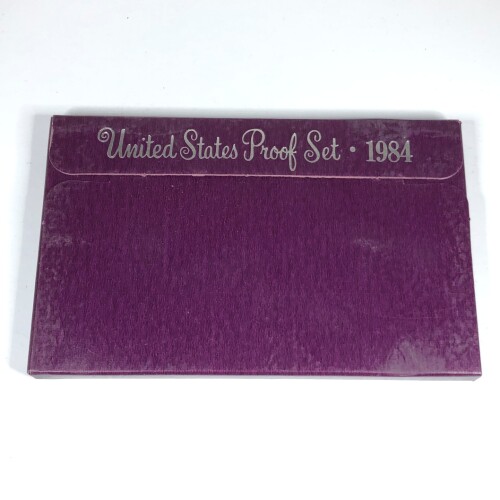 United States Proof Set • 1984